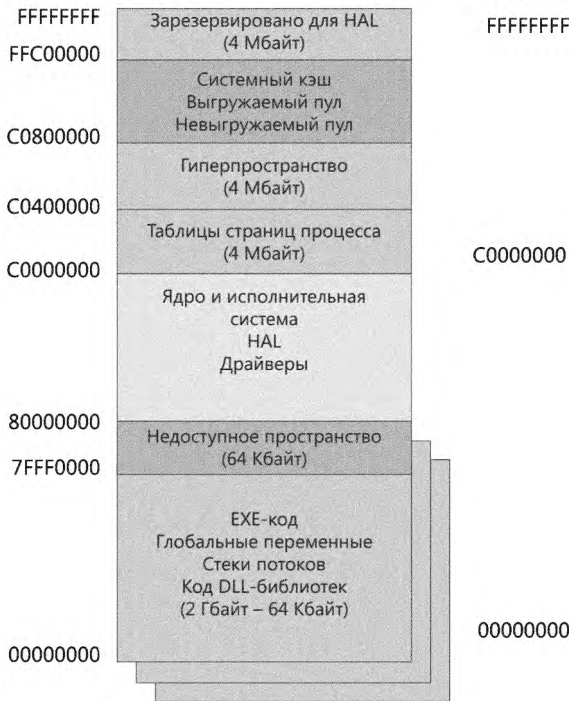 FFFFFFFF
Зарезервировано для HAL
(4 Мбайт)
FFC00000
Системный кэш
Выгружаемый пул
Невыгружаемый пул
C0800000
Гиперпространство
(4 Мбайт)
C0400000
Таблицы страниц процесса
(4 Мбайт)
C0000000
Ядро и исполнительная
система
HAL
Драйверы
80000000
Недоступное пространство
(64 Кбайт)
7FFF0000
EXE-код
Глобальные переменные
Стеки потоков
Код DLL-библиотек
(2 Гбайт – 64 Кбайт)
00000000
FFFFFFFF
C0000000
00000000